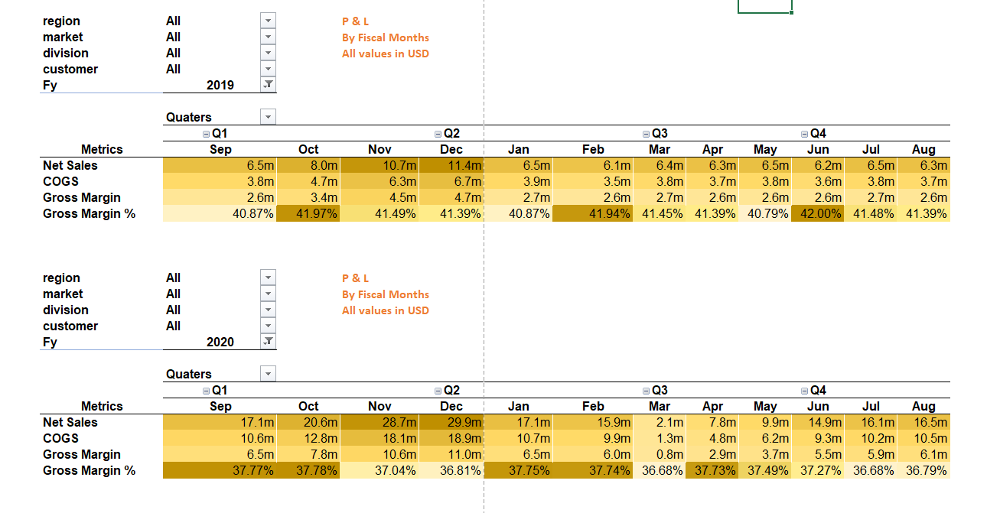 region All P & L
market All By Fiscal Months
division All All values in USD
customer All
Fy 2019
Quaters
Q1 Q2 Q3 Q4
Metrics Sep Oct Nov Dec Jan Feb Mar Apr May Jun Jul Aug
Net Sales 6.5m 8.0m 10.7m 11.4m 6.5m 6.1m 6.4m 6.3m 6.5m 6.2m 6.5m 6.3m
COGS 3.8m 4.7m 6.3m 6.7m 3.9m 3.5m 3.8m 3.7m 3.8m 3.6m 3.8m 3.7m
Gross Margin 2.6m 3.4m 4.5m 4.7m 2.7m 2.6m 2.7m 2.6m 2.6m 2.6m 2.7m 2.6m
Gross Margin % 40.87% 41.97% 41.49% 41.39% 40.87% 41.94% 41.45% 41.39% 40.79% 42.00% 41.48% 41.39%
region All P & L
market All By Fiscal Months
division All All values in USD
customer All
Fy 2020
Quaters
Q1 Q2 Q3 Q4
Metrics Sep Oct Nov Dec Jan Feb Mar Apr May Jun Jul Aug
Net Sales 17.1m 20.6m 28.7m 29.9m 17.1m 15.9m 2.1m 7.8m 9.9m 14.9m 16.1m 16.5m
COGS 10.6m 12.8m 18.1m 18.9m 10.7m 9.9m 1.3m 4.8m 6.2m 9.3m 10.2m 10.5m
Gross Margin 6.5m 7.8m 10.6m 11.0m 6.5m 6.0m 0.8m 2.9m 3.7m 5.5m 5.9m 6.1m
Gross Margin % 37.77% 37.78% 37.04% 36.81% 37.75% 37.74% 36.68% 37.73% 37.49% 37.27% 36.68% 36.79%